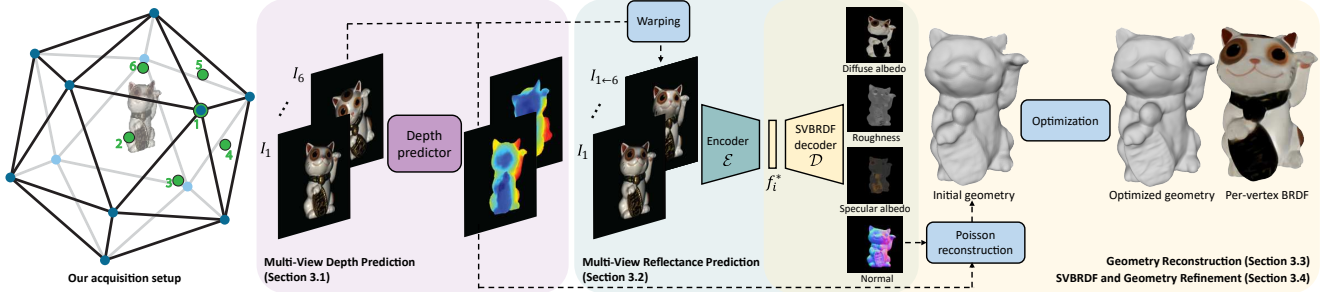 1
2
3
4
5
6
Our acquisition setup
I₁
I₆
Depth
predictor
Multi-View Depth Prediction
(Section 3.1)
Warping
I₁
I₁←₆
Encoder
ℰ
fᵢ*
SVBRDF
decoder
𝒟
Multi-View Reflectance Prediction
(Section 3.2)
Diffuse albedo
Roughness
Specular albedo
Normal
Initial geometry
Poisson
reconstruction
Optimization
Optimized geometry
Per-vertex BRDF
Geometry Reconstruction (Section 3.3)
SVBRDF and Geometry Refinement (Section 3.4)